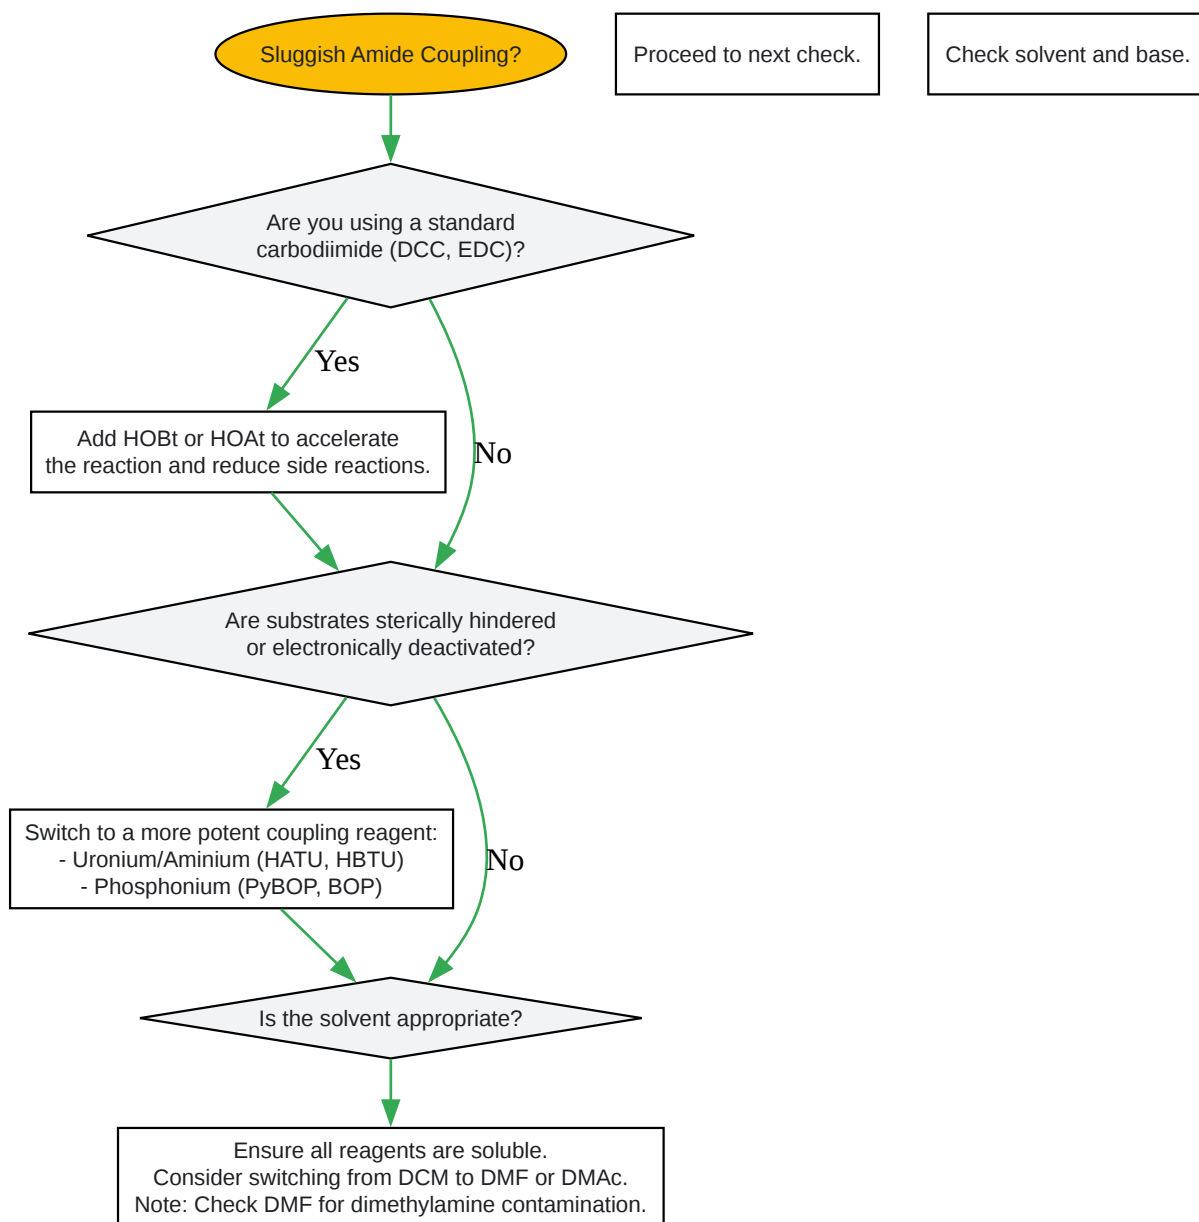 Sluggish Amide Coupling?
Proceed to next check.
Check solvent and base.
Are you using a standard
carbodiimide (DCC, EDC)?
Yes
No
Add HOBt or HOAt to accelerate
the reaction and reduce side reactions.
Are substrates sterically hindered
or electronically deactivated?
Yes
No
Switch to a more potent coupling reagent:
- Uronium/Aminium (HATU, HBTU)
- Phosphonium (PyBOP, BOP)
Is the solvent appropriate?
Ensure all reagents are soluble.
Consider switching from DCM to DMF or DMAc.
Note: Check DMF for dimethylamine contamination.